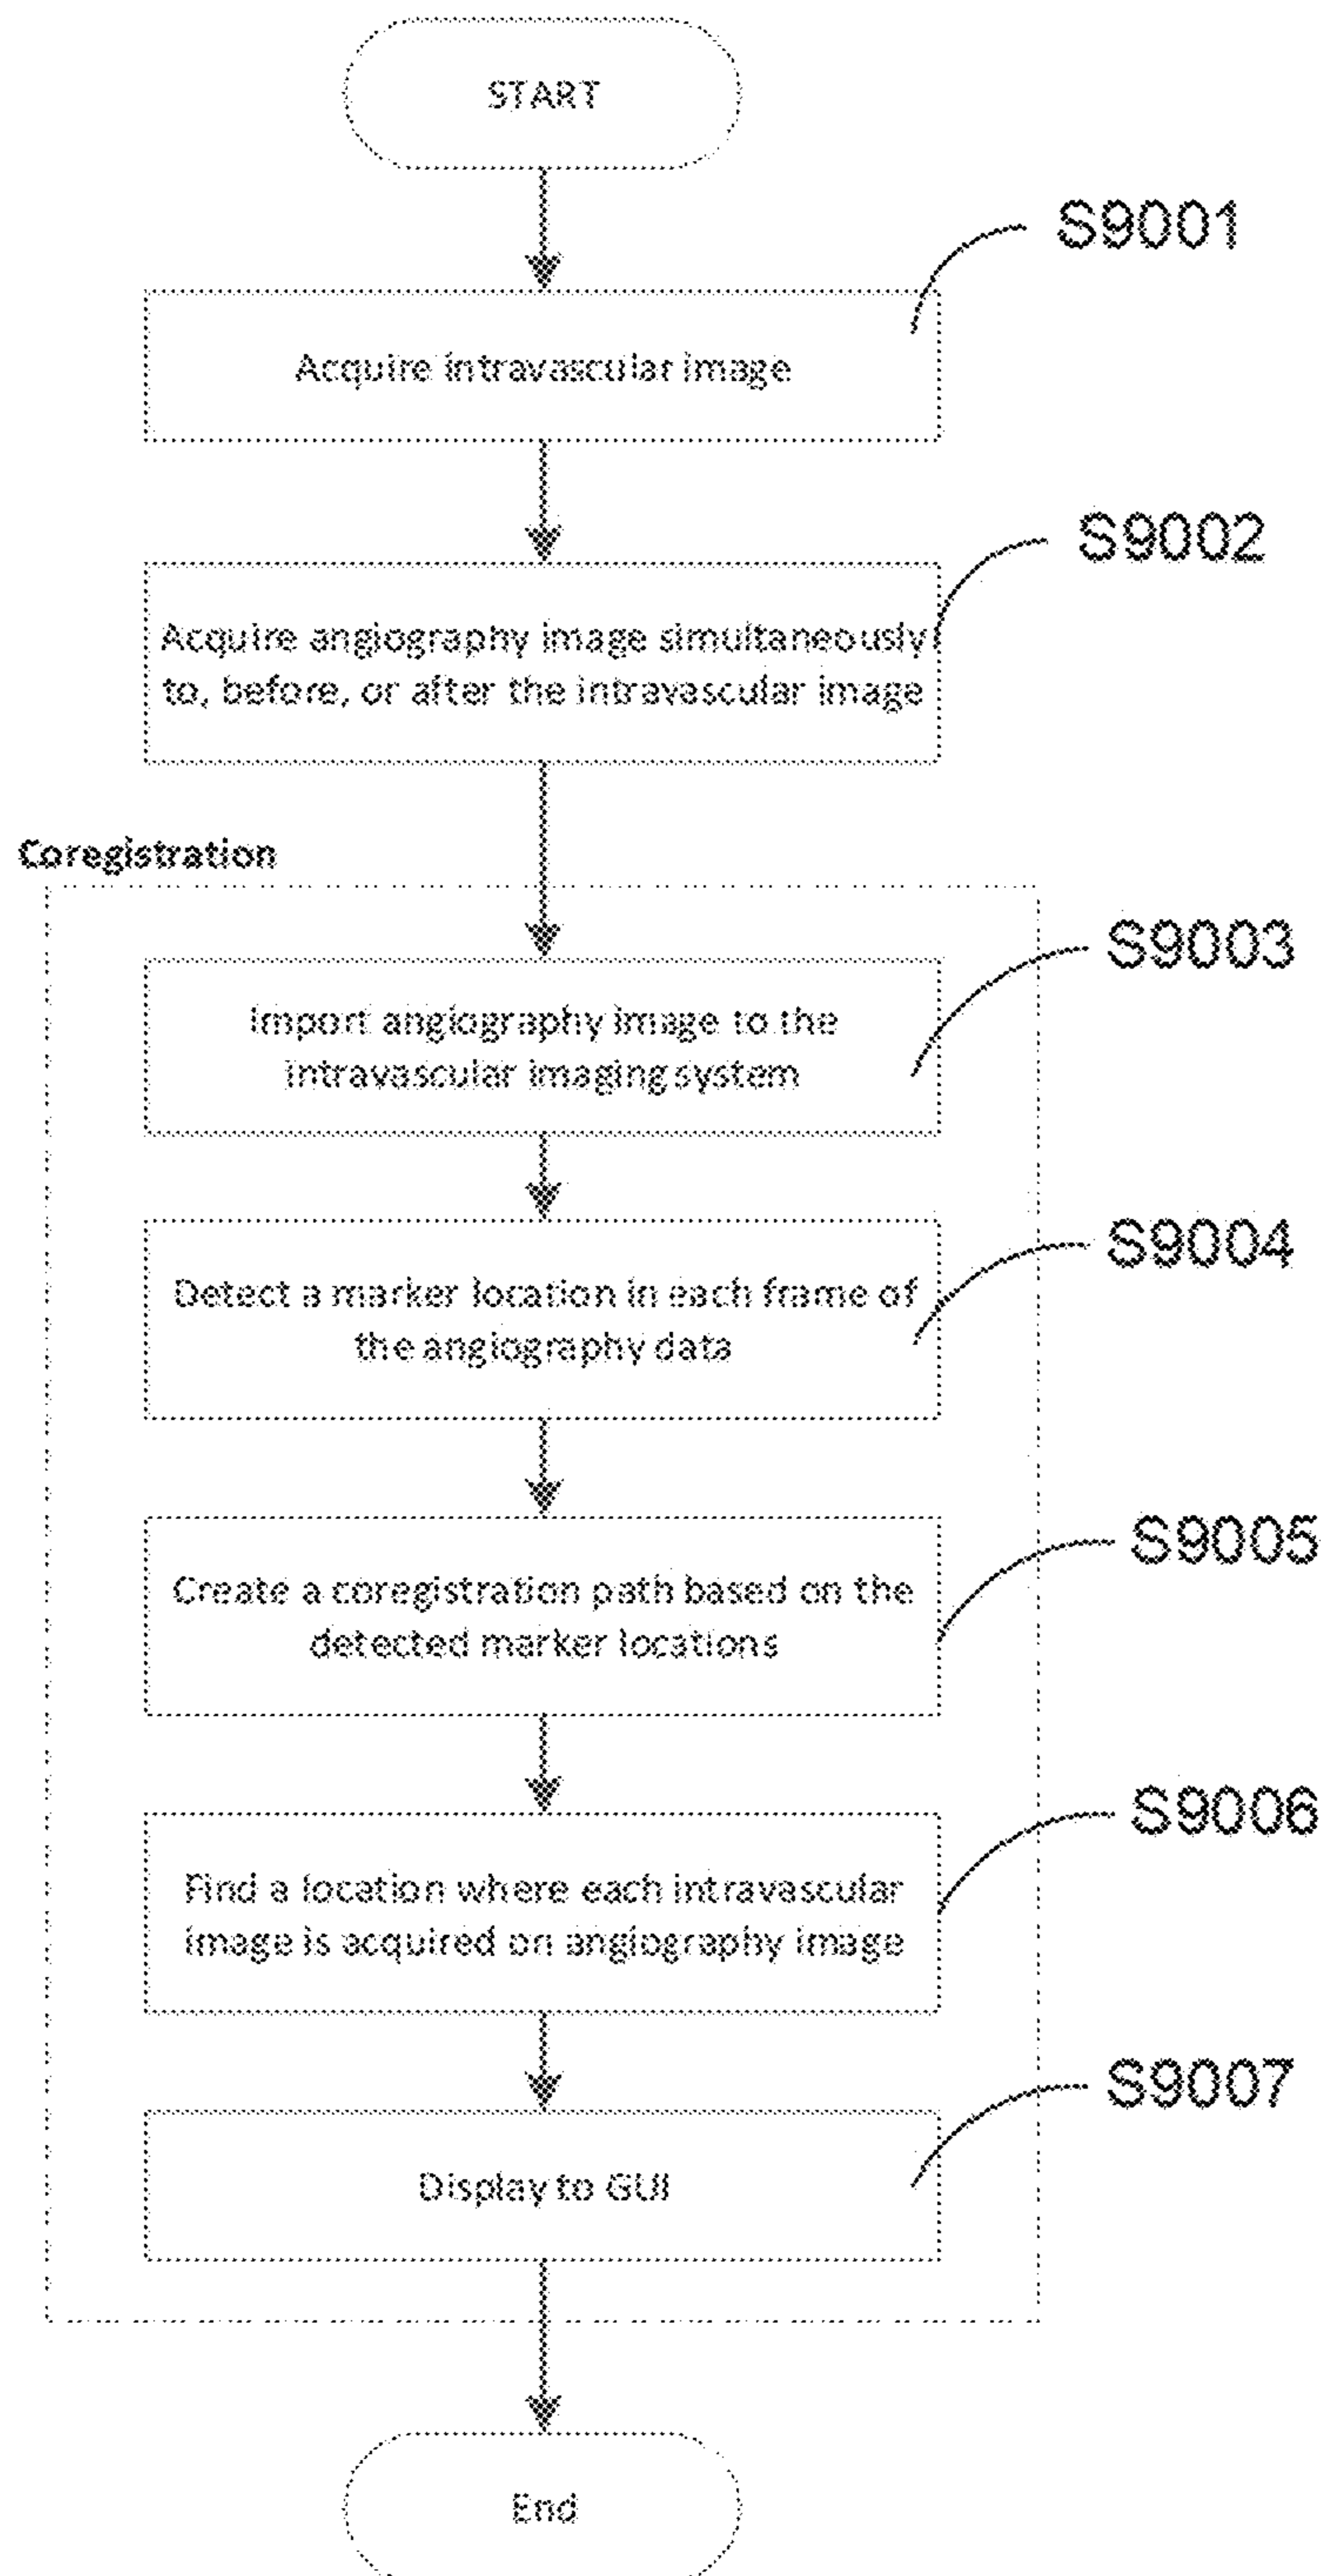 START
S9001
Acquire intravascular image
S9002
Acquire angiography image simultaneously
to, before, or after the intravascular image
Coregistration
S9003
Import angiography image to the
intravascular imaging system
S9004
Detect a marker location in each frame of
the angiography data
S9005
Create a coregistration path based on the
detected marker locations
S9006
Find a location where each intravascular
image is acquired on angiography image
S9007
Display to GUI
End